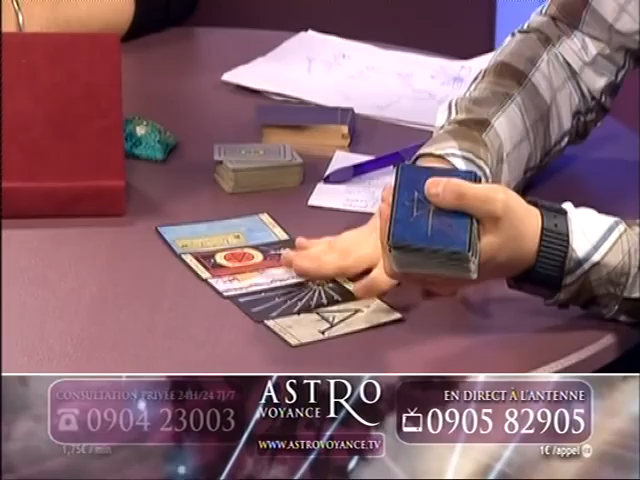 CONSULTATION PRIVÉE 24H/24 7J/7
0904 23003
1,75€/min
ASTRO
VOYANCE
WWW.ASTROVOYANCE.TV
EN DIRECT À L'ANTENNE
0905 82905
1€/appel